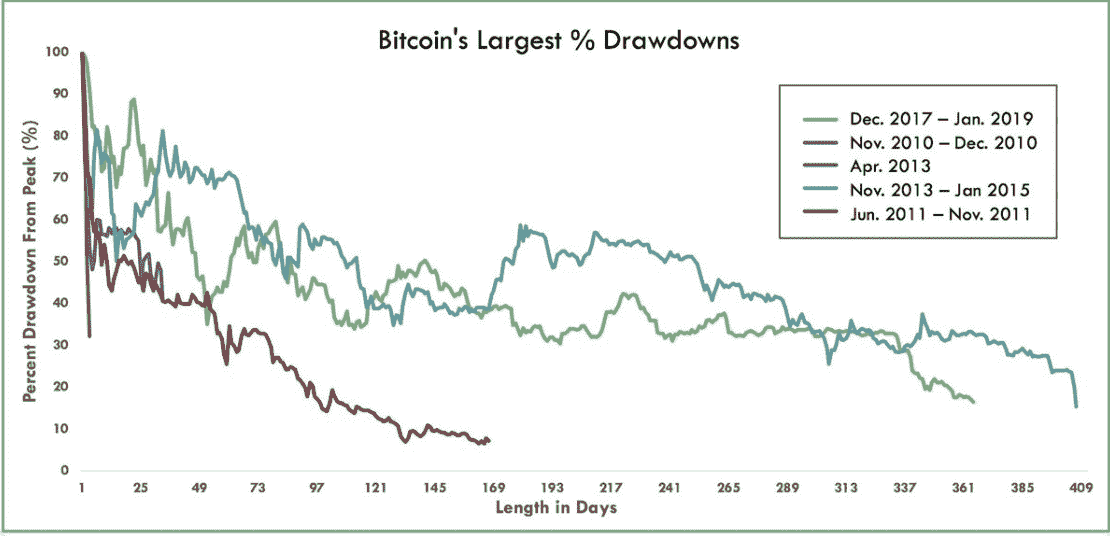 Bitcoin's Largest % Drawdowns
Percent Drawdown From Peak (%)
100
90
80
70
60
50
40
30
20
10
0
Dec. 2017 – Jan. 2019
Nov. 2010 – Dec. 2010
Apr. 2013
Nov. 2013 – Jan 2015
Jun. 2011 – Nov. 2011
1 25 49 73 97 121 145 169 193 217 241 265 289 313 337 361 385 409
Length in Days